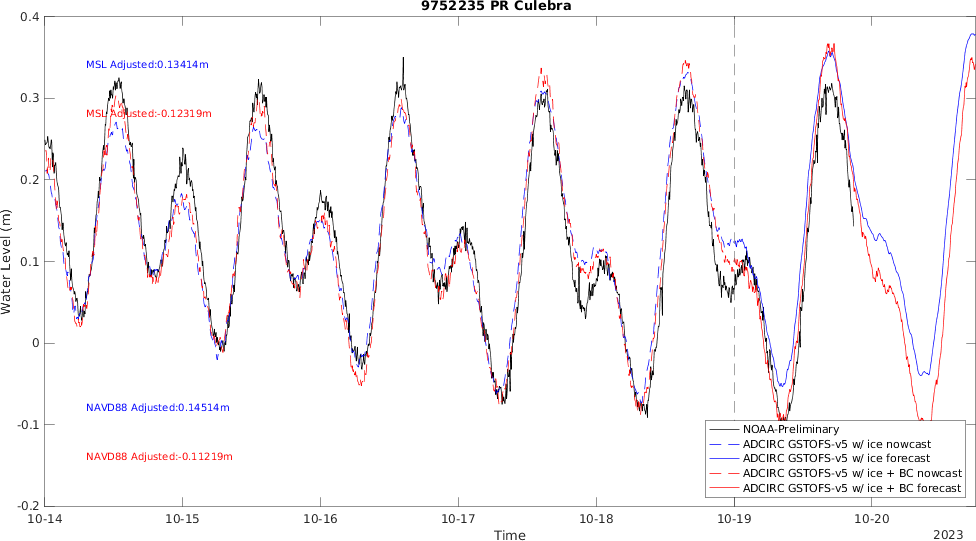 9752235 PR Culebra
0.4
0.3
0.2
0.1
0
-0.1
-0.2
Water Level (m)
MSL Adjusted:0.13414m
MSL Adjusted:-0.12319m
NAVD88 Adjusted:0.14514m
NAVD88 Adjusted:-0.11219m
NOAA-Preliminary
ADCIRC GSTOFS-v5 w/ ice nowcast
ADCIRC GSTOFS-v5 w/ ice forecast
ADCIRC GSTOFS-v5 w/ ice + BC nowcast
ADCIRC GSTOFS-v5 w/ ice + BC forecast
10-14 10-15 10-16 10-17 10-18 10-19 10-20
Time
2023